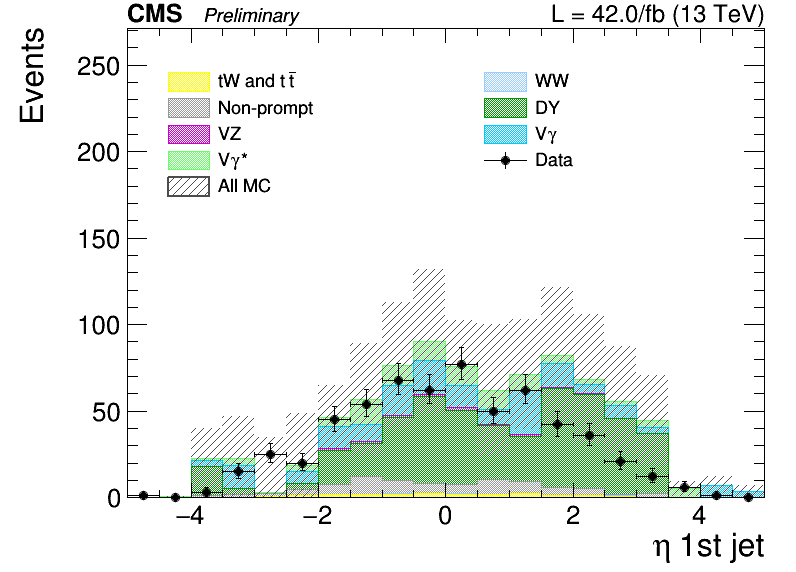 CMS Preliminary L = 42.0/fb (13 TeV)
Events
250
200
150
100
50
0
tW and t t̄
Non-prompt
VZ
Vγ*
All MC
WW
DY
Vγ
Data
−4 −2 0 2 4
η 1st jet